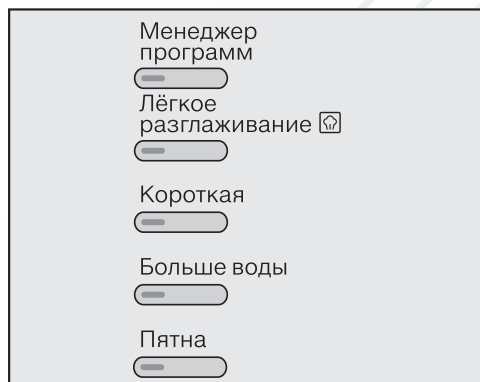 Менеджер
программ
Лёгкое
разглаживание
Короткая
Больше воды
Пятна